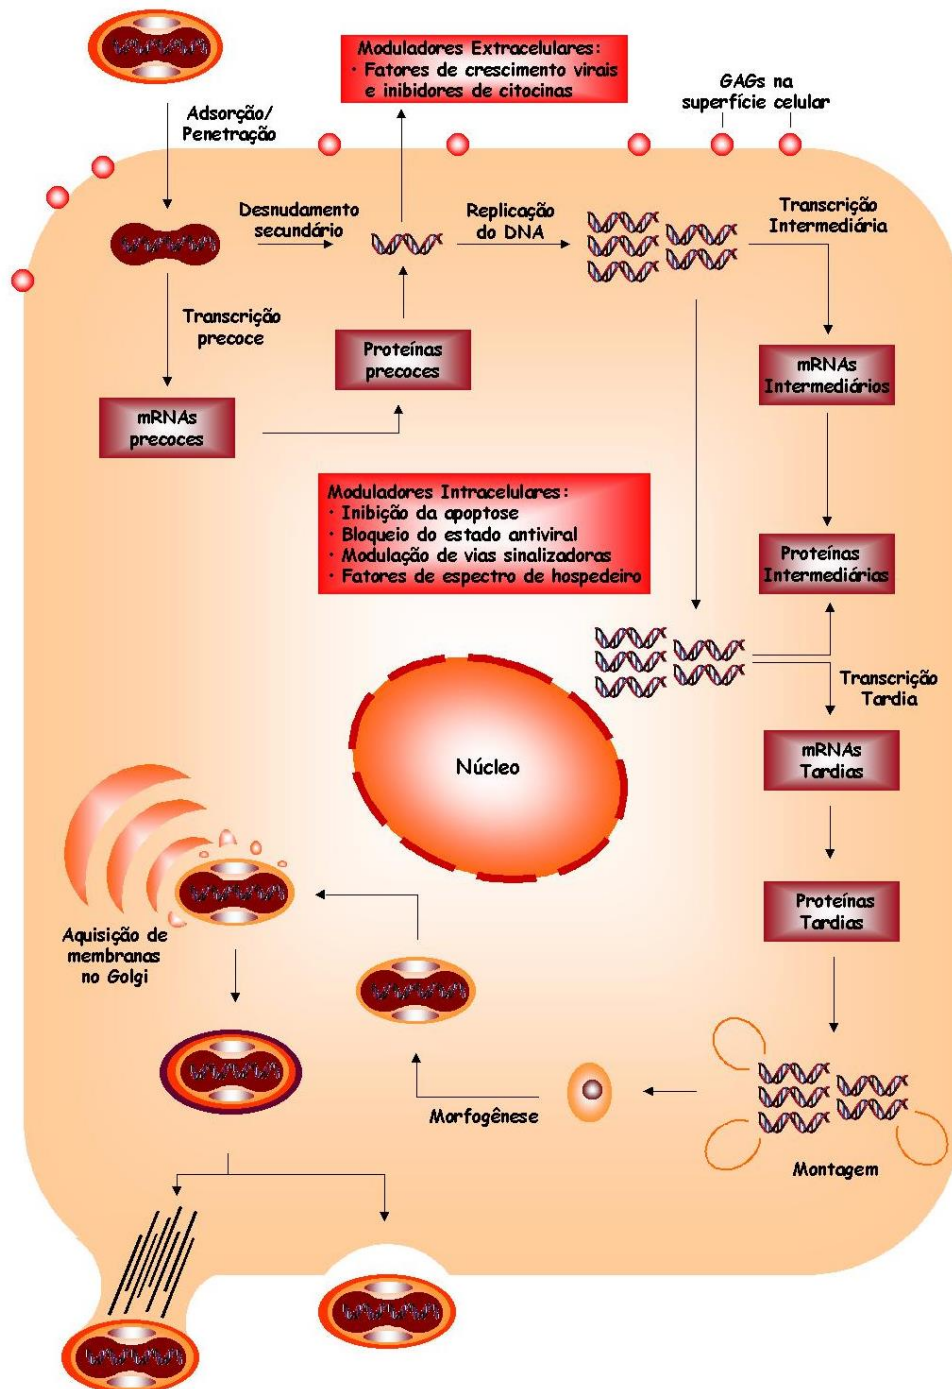 Moduladores Extracelulares:
· Fatores de crescimento virais
e inibidores de citocinas
GAGs na
superfície celular
Adsorção/
Penetração
Desnudamento
secundário
Replicação
do DNA
Transcrição
Intermediária
Transcrição
precoce
Proteínas
precoces
mRNAs
Intermediários
mRNAs
precoces
Moduladores Intracelulares:
· Inibição da apoptose
· Bloqueio do estado antiviral
· Modulação de vias sinalizadoras
· Fatores de espectro de hospedeiro
Proteínas
Intermediárias
Transcrição
Tardia
Núcleo
mRNAs
Tardias
Proteínas
Tardias
Aquisição de
membranas
no Golgi
Morfogênese
Montagem